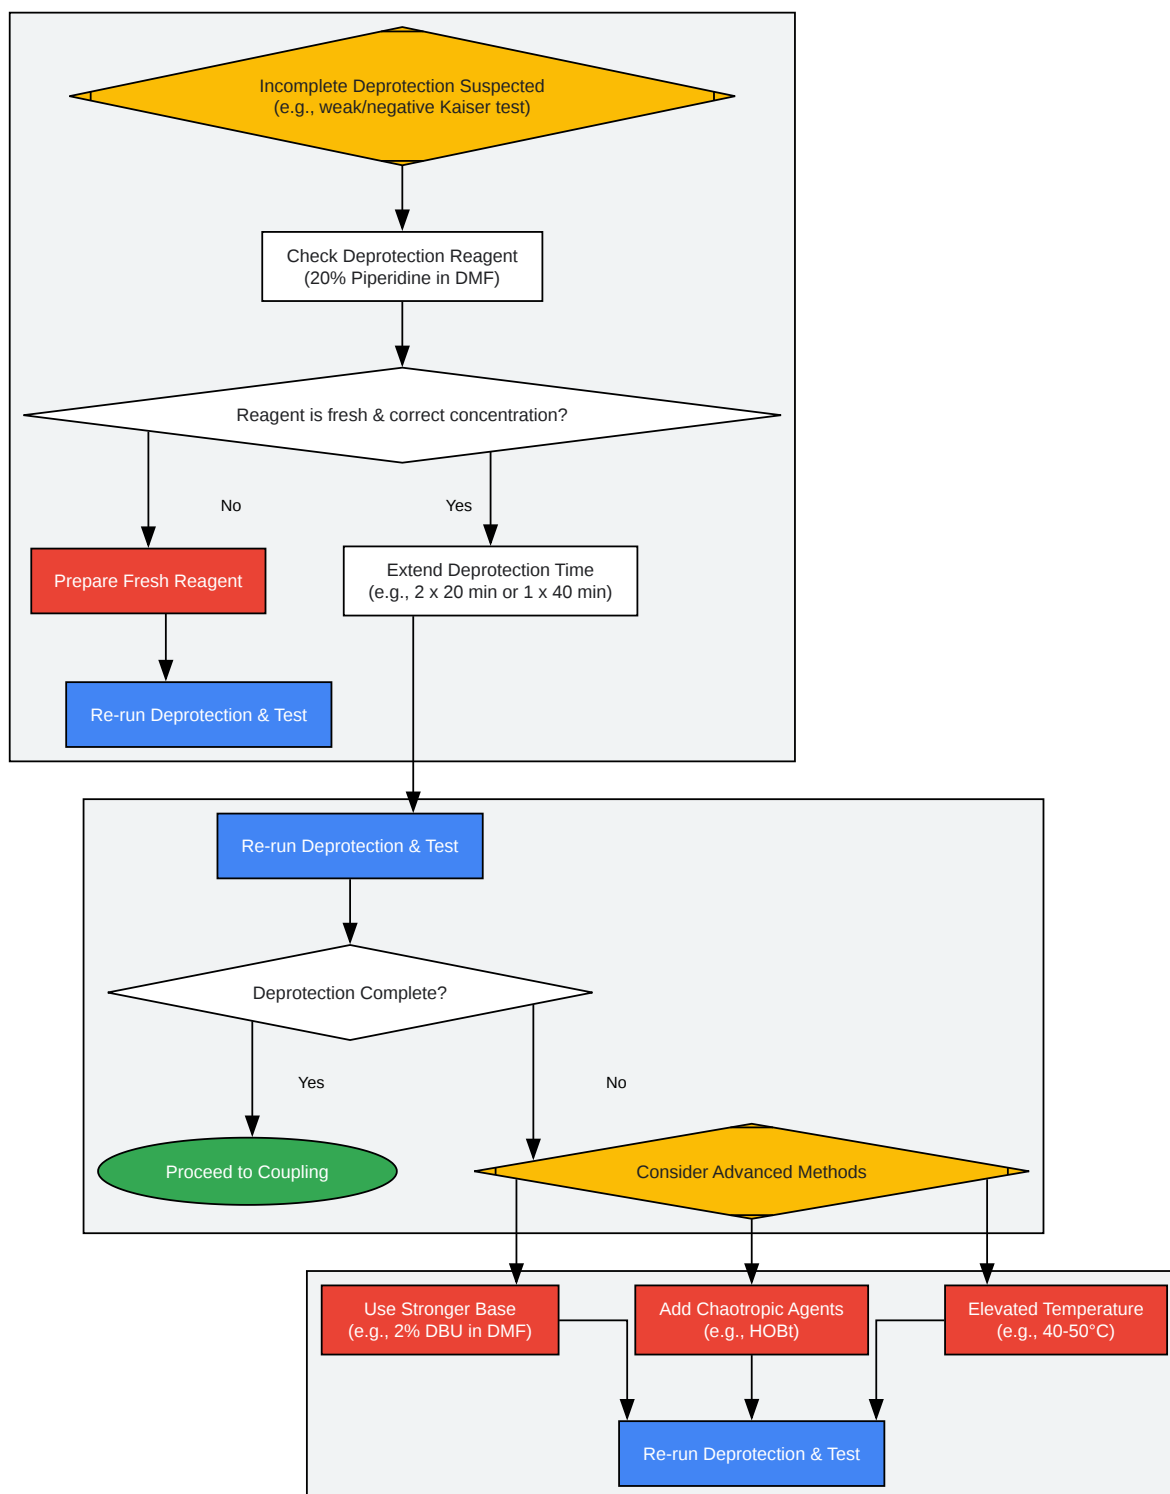 Incomplete Deprotection Suspected
(e.g., weak/negative Kaiser test)
Check Deprotection Reagent
(20% Piperidine in DMF)
Reagent is fresh & correct concentration?
No
Yes
Prepare Fresh Reagent
Extend Deprotection Time
(e.g., 2 x 20 min or 1 x 40 min)
Re-run Deprotection & Test
Re-run Deprotection & Test
Deprotection Complete?
Yes
No
Proceed to Coupling
Consider Advanced Methods
Use Stronger Base
(e.g., 2% DBU in DMF)
Add Chaotropic Agents
(e.g., HOBt)
Elevated Temperature
(e.g., 40-50°C)
Re-run Deprotection & Test